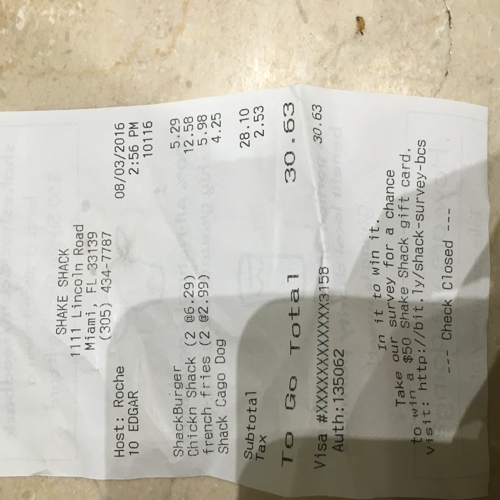 SHAKE SHACK
1111 Lincoln Road
Miami, FL 33139
(305) 434-7787
Host: Roche 08/03/2016
10 EDGAR 2:56 PM
10116
ShackBurger 5.29
Chickn Shack (2 @6.29) 12.58
french fries (2 @2.99) 5.98
Shack Cago Dog 4.25
Subtotal 28.10
Tax 2.53
To Go Total 30.63
Visa #XXXXXXXXXXXX3158 30.63
Auth:135062
In it to win it.
Take our survey for a chance
to win a $50 Shake Shack gift card.
Visit: http://bit.ly/shack-survey-bcs
--- Check Closed ---